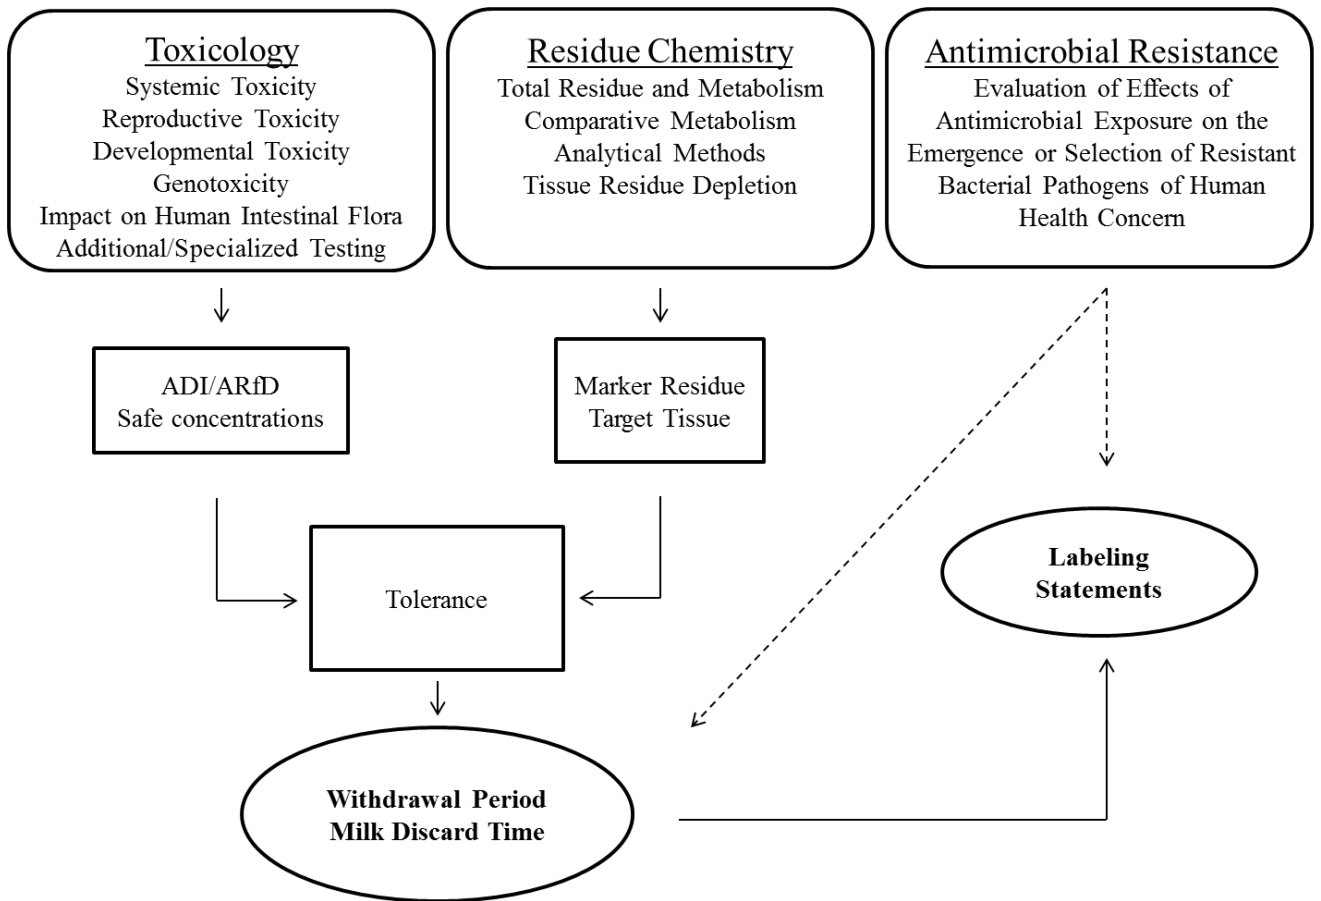 Toxicology
Systemic Toxicity
Reproductive Toxicity
Developmental Toxicity
Genotoxicity
Impact on Human Intestinal Flora
Additional/Specialized Testing
Residue Chemistry
Total Residue and Metabolism
Comparative Metabolism
Analytical Methods
Tissue Residue Depletion
Antimicrobial Resistance
Evaluation of Effects of
Antimicrobial Exposure on the
Emergence or Selection of Resistant
Bacterial Pathogens of Human
Health Concern
ADI/ARfD
Safe concentrations
Marker Residue
Target Tissue
Tolerance
Labeling
Statements
Withdrawal Period
Milk Discard Time